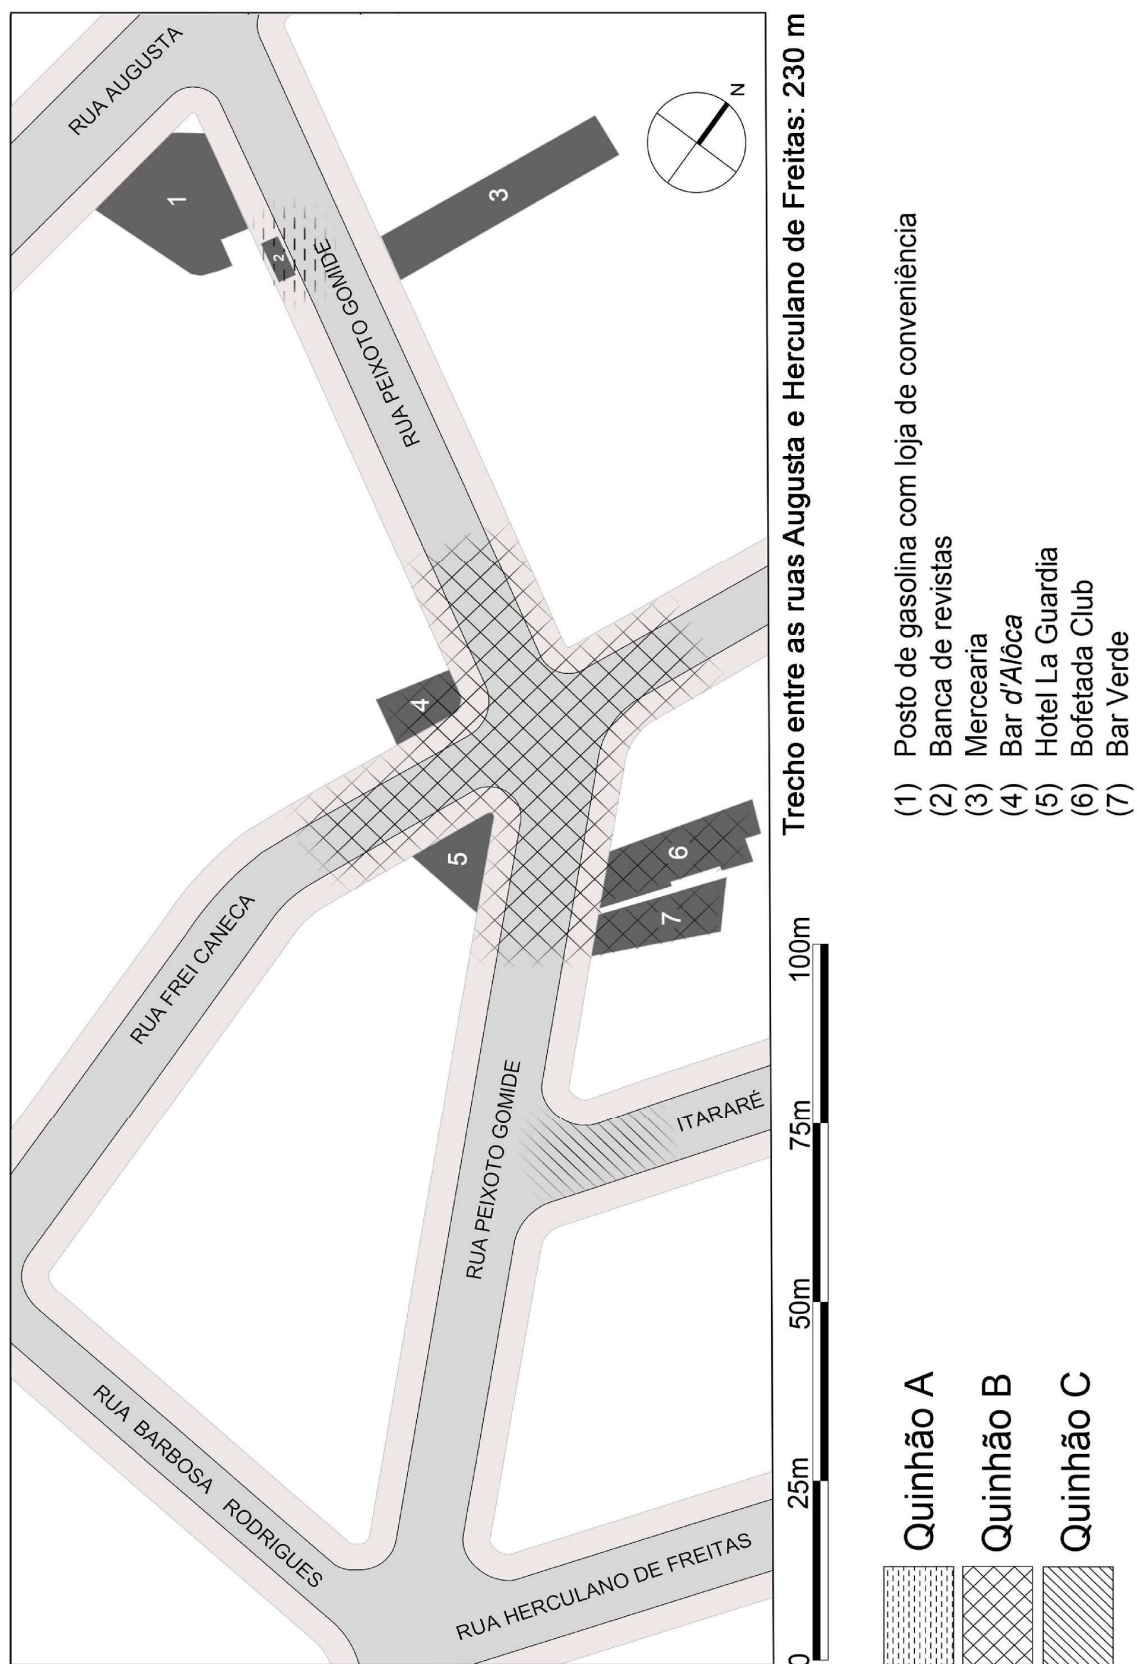 RUA AUGUSTA
RUA PEIXOTO GOMIDE
RUA FREI CANECA
RUA PEIXOTO GOMIDE
ITARARÉ
RUA BARBOSA RODRIGUES
RUA HERCULANO DE FREITAS
1
2
3
4
5
6
7
N
Trecho entre as ruas Augusta e Herculano de Freitas: 230 m
0 25m 50m 75m 100m
(1) Posto de gasolina com loja de conveniência
(2) Banca de revistas
(3) Mercearia
(4) Bar d'Alôca
(5) Hotel La Guardia
(6) Bofetada Club
(7) Bar Verde
Quinhão A
Quinhão B
Quinhão C